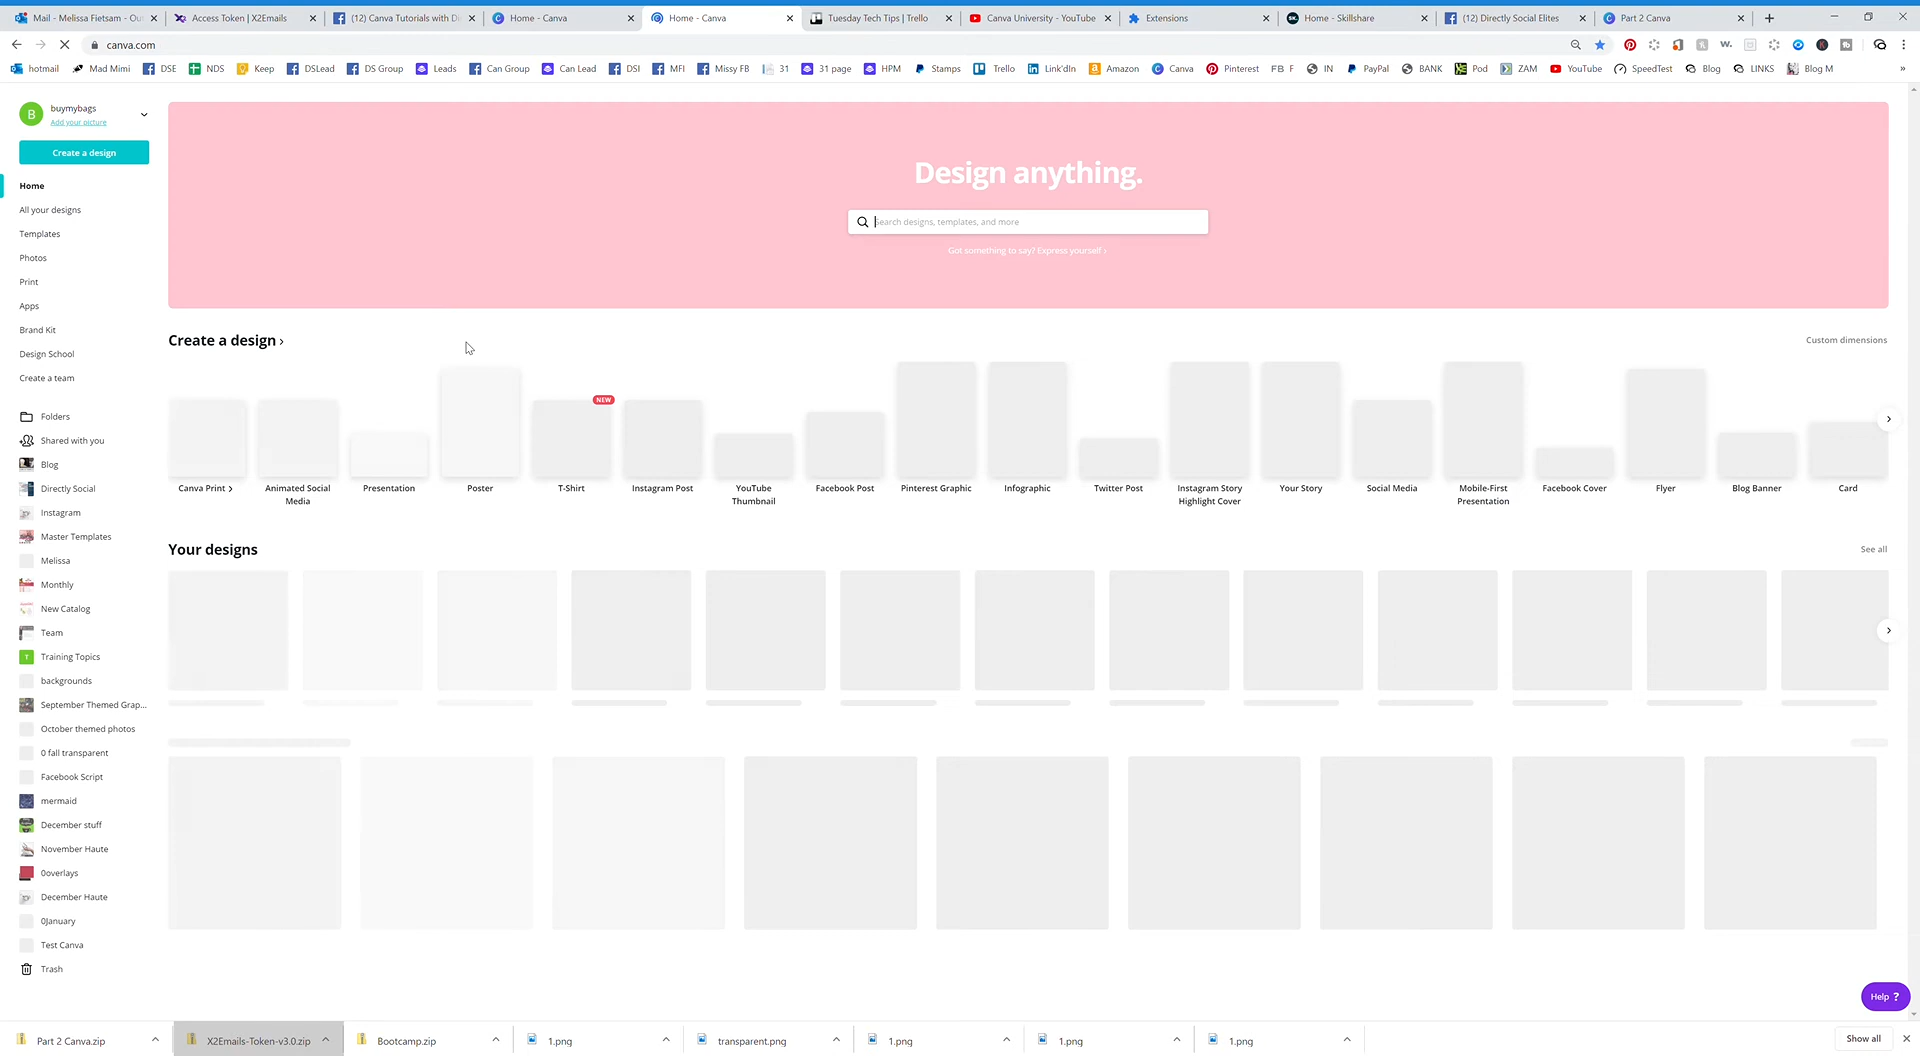 Mail - Melissa Fietsam - Ou
Access Token | X2Emails
(12) Canva Tutorials with Di
Home - Canva
Home - Canva
Tuesday Tech Tips | Trello
Canva University - YouTube
Extensions
Home - Skillshare
(12) Directly Social Elites
Part 2 Canva
canva.com
hotmail
Mad Mimi
DSE
NDS
Keep
DSLead
DS Group
Leads
Can Group
Can Lead
DSI
MFI
Missy FB
31
31 page
HPM
Stamps
Trello
Link'dIn
Amazon
Canva
Pinterest
FB F
IN
PayPal
BANK
Pod
ZAM
YouTube
SpeedTest
Blog
LINKS
Blog M
»
B
buymybags
Add your picture
Create a design
Home
All your designs
Templates
Photos
Print
Apps
Brand Kit
Design School
Create a team
Folders
Shared with you
Blog
Directly Social
Instagram
Master Templates
Melissa
Monthly
New Catalog
Team
T
Training Topics
backgrounds
September Themed Grap...
October themed photos
0 fall transparent
Facebook Script
mermaid
December stuff
November Haute
0overlays
December Haute
0January
Test Canva
Trash
Design anything.
Search designs, templates, and more
Got something to say? Express yourself ›
Create a design ›
Custom dimensions
NEW
Canva Print ›
Animated Social
Media
Presentation
Poster
T-Shirt
Instagram Post
YouTube
Thumbnail
Facebook Post
Pinterest Graphic
Infographic
Twitter Post
Instagram Story
Highlight Cover
Your Story
Social Media
Mobile-First
Presentation
Facebook Cover
Flyer
Blog Banner
Card
Your designs
See all
Help ?
Part 2 Canva.zip
X2Emails-Token-v3.0.zip
Bootcamp.zip
1.png
transparent.png
1.png
1.png
1.png
Show all